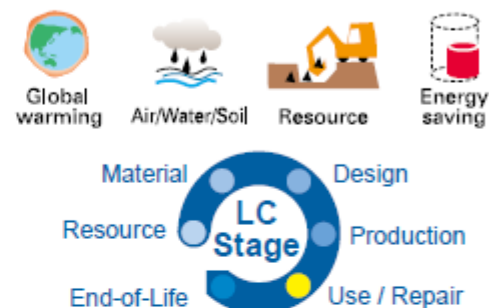 Global
warming
Air/Water/Soil
Resource
Energy
saving
Material
Design
Resource
LC
Stage
Production
End-of-Life
Use / Repair